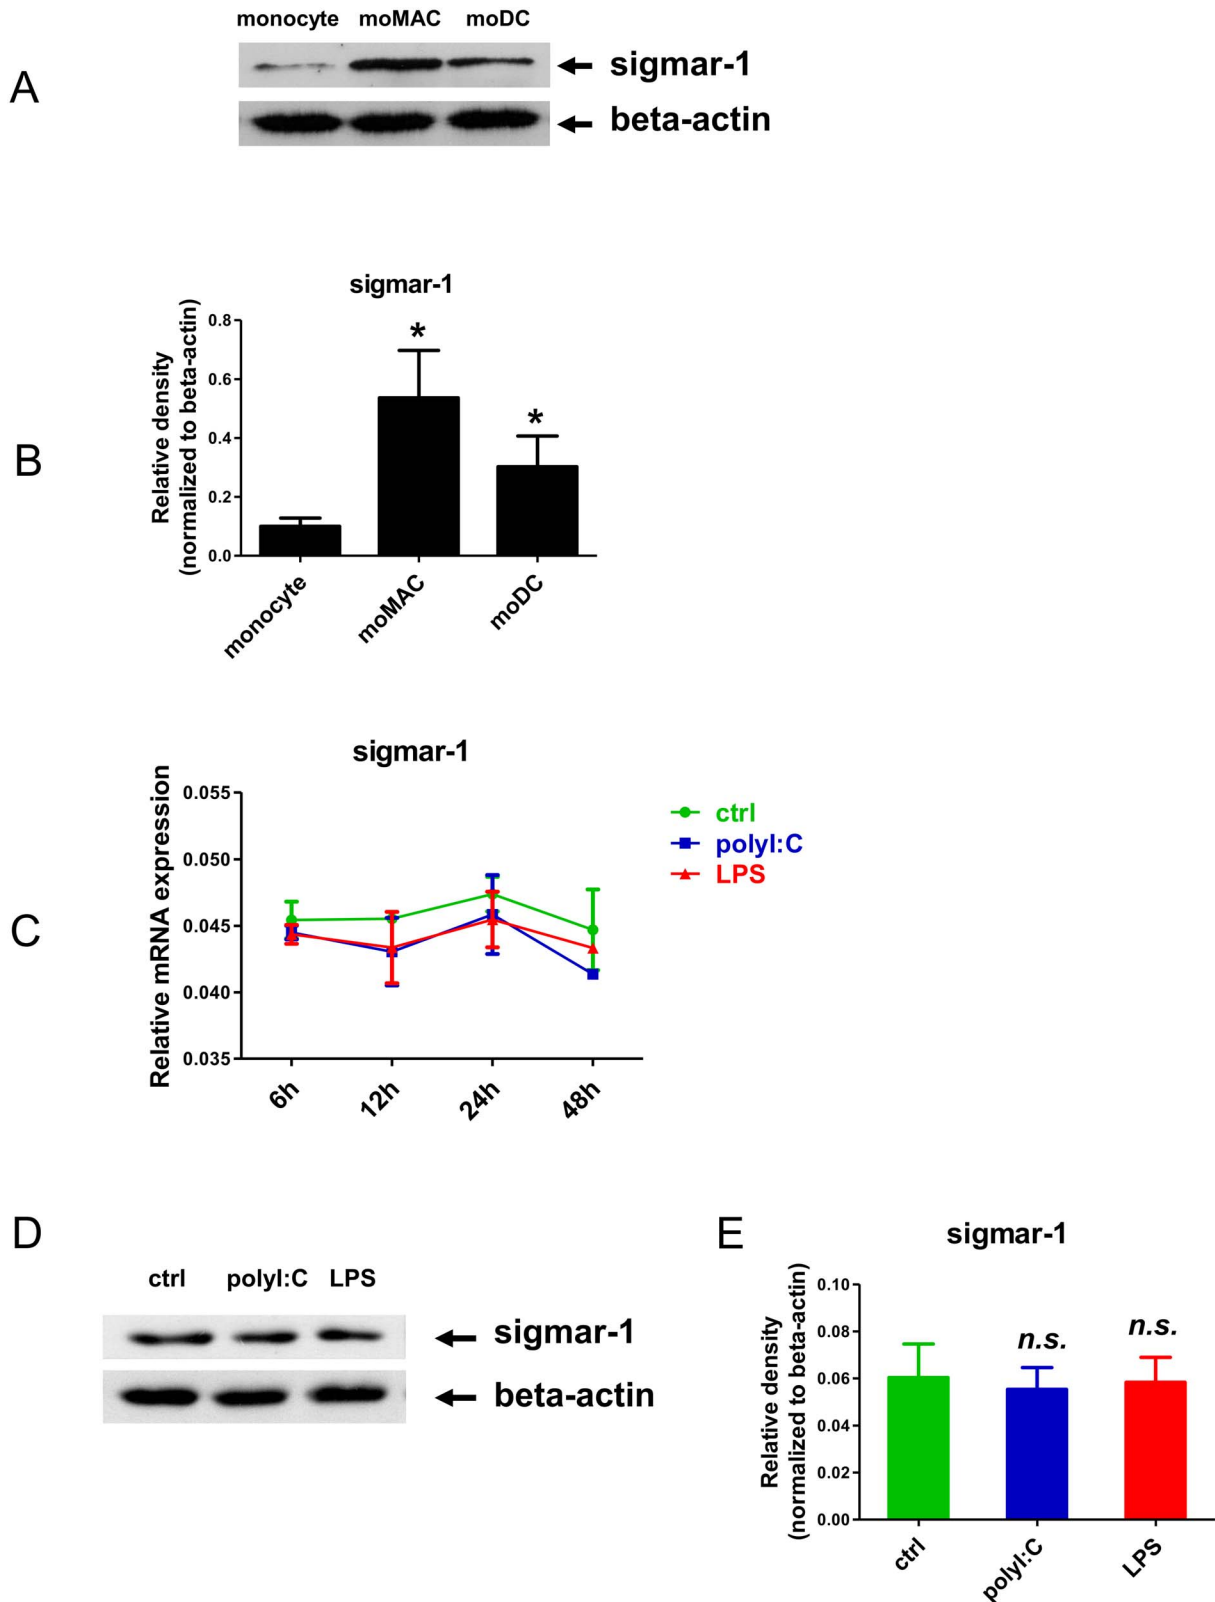 monocyte moMAC moDC
A
sigmar-1
beta-actin
sigmar-1
B
Relative density
(normalized to beta-actin)
0.8
0.6
0.4
0.2
0.0
*
*
monocyte
moMAC
moDC
sigmar-1
C
Relative mRNA expression
0.055
0.050
0.045
0.040
0.035
6h
12h
24h
48h
ctrl
polyI:C
LPS
D
ctrl polyI:C LPS
sigmar-1
beta-actin
E
sigmar-1
Relative density
(normalized to beta-actin)
0.10
0.08
0.06
0.04
0.02
0.00
n.s.
n.s.
ctrl
polyI:C
LPS